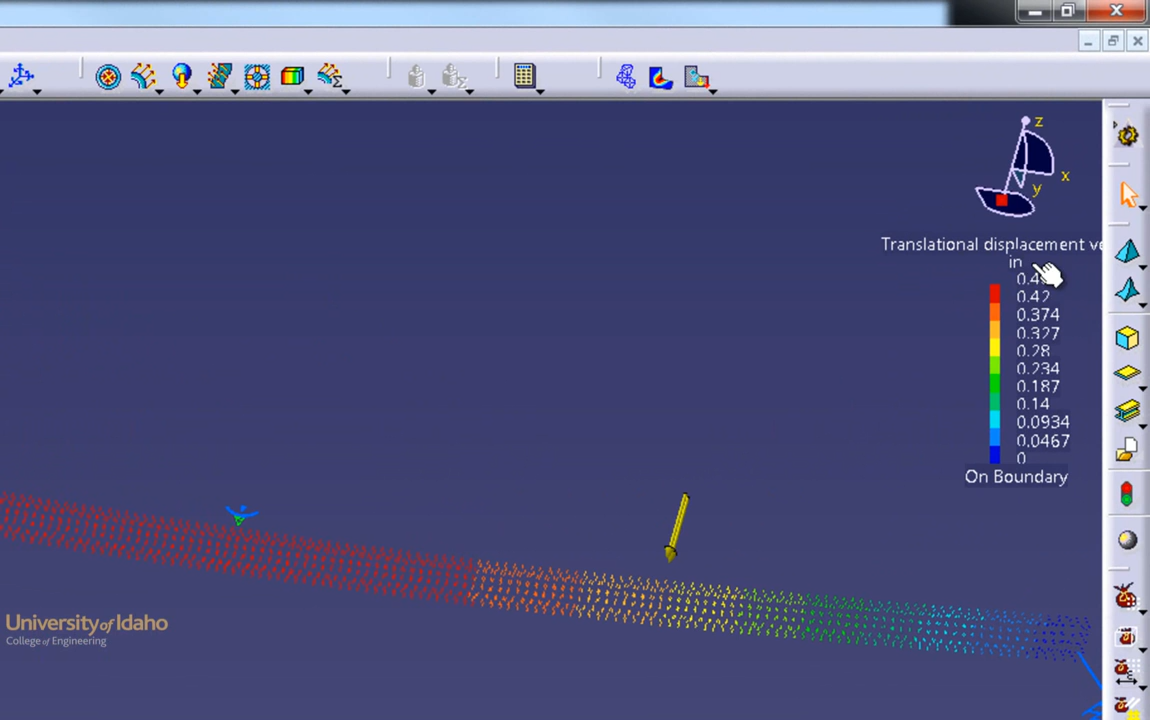 z
x
y
Translational displacement
in
0.42
0.374
0.327
0.28
0.234
0.187
0.14
0.0934
0.0467
0
On Boundary
University of Idaho
College of Engineering